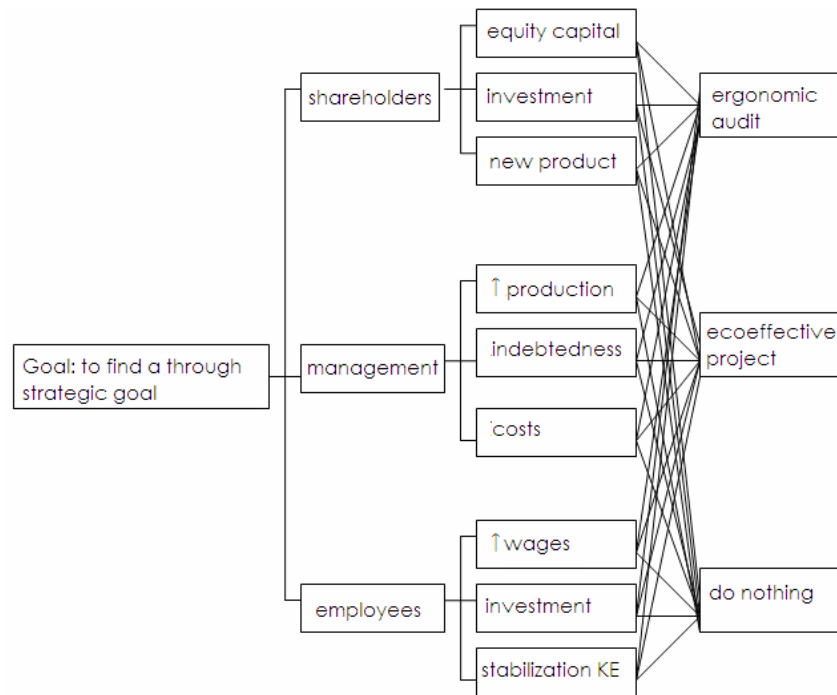 equity capital
shareholders
investment
ergonomic
audit
new product
↑ production
Goal: to find a through
strategic goal
management
indebtedness
ecoeffective
project
costs
↑ wages
employees
investment
do nothing
stabilization KE